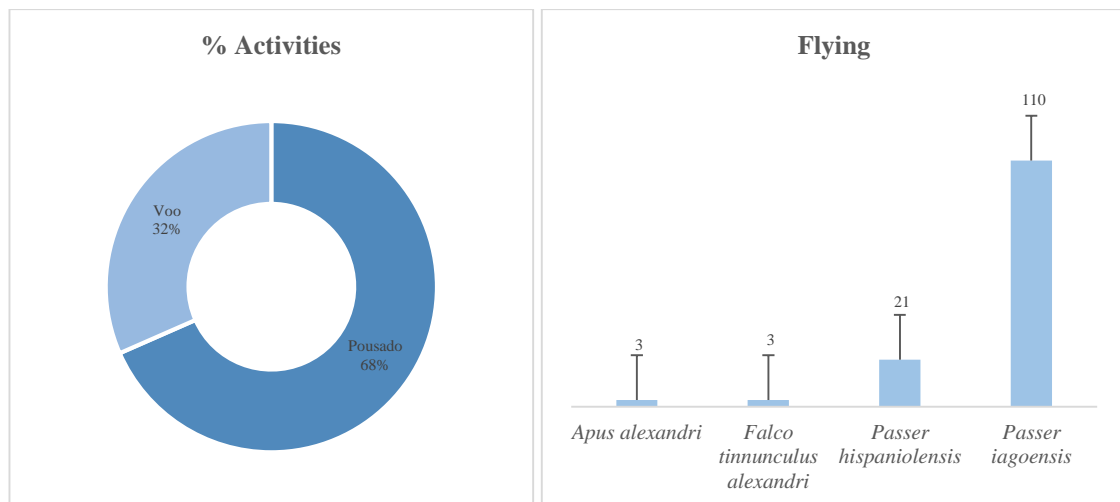 % Activities
Voo
32%
Pousado
68%
Flying
3
3
21
110
Apus alexandri
Falco
tinnunculus
alexandri
Passer
hispaniolensis
Passer
iagoensis